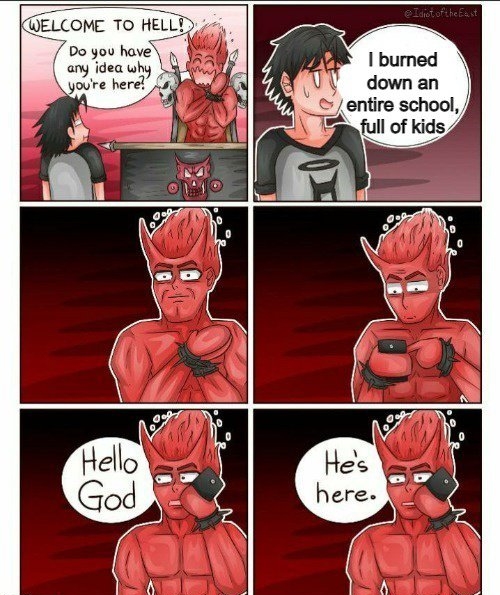 WELCOME TO HELL!
Do you have
any idea why
you're here?
@IdiotoftheEast
I burned
down an
entire school,
full of kids
Hello
God
He's
here.